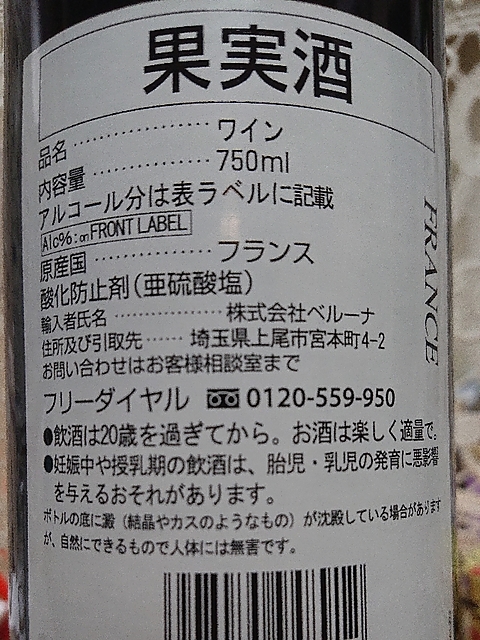 果実酒
品名 ………………… ワイン
内容量 ……………… 750ml
アルコール分は表ラベルに記載
Alc%:on FRONT LABEL
原産国 ……………… フランス
酸化防止剤（亜硫酸塩）
輸入者氏名 ……………… 株式会社ベルーナ
住所及び引取先 …… 埼玉県上尾市宮本町4-2
お問い合わせはお客様相談室まで
フリーダイヤル 0120-559-950
●飲酒は20歳を過ぎてから。お酒は楽しく適量で。
●妊娠中や授乳期の飲酒は、胎児・乳児の発育に悪影響
を与えるおそれがあります。
ボトルの底に澱（結晶やカスのようなもの）が沈殿している場合があります
が、自然にできるもので人体には無害です。
FRANCE